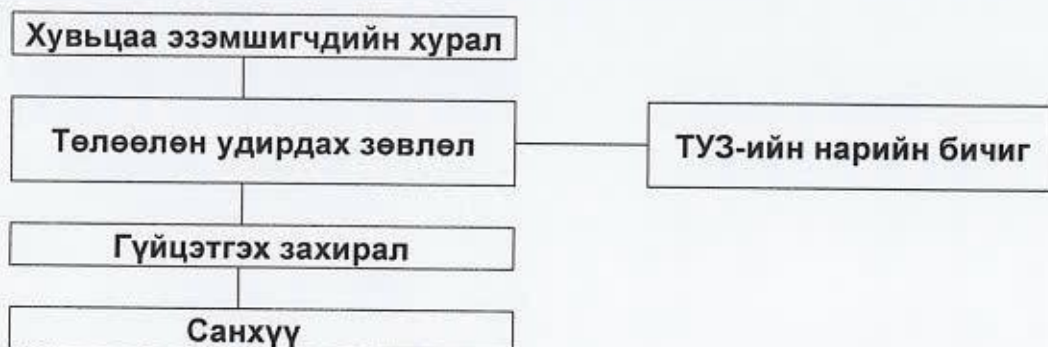 Хувьцаа эзэмшигчдийн хурал
Төлөөлөн удирдах зөвлөл
ТУЗ-ийн нарийн бичиг
Гүйцэтгэх захирал
Санхүү